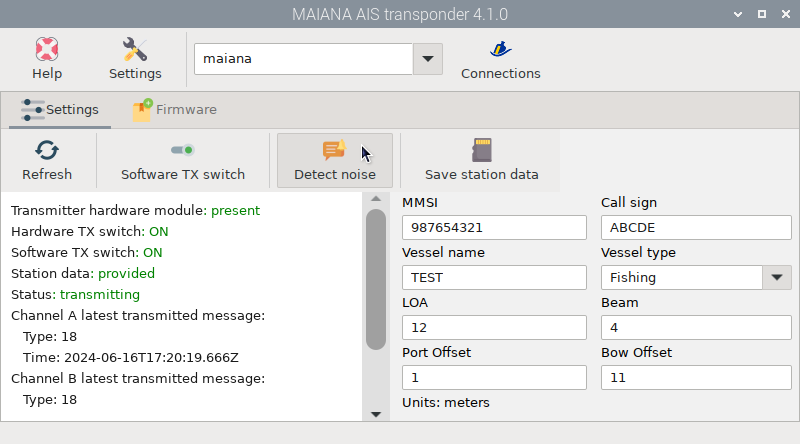 MAIANA AIS transponder 4.1.0
Help
Settings
maiana
Connections
Settings
Firmware
Refresh
Software TX switch
Detect noise
Save station data
Transmitter hardware module: present
Hardware TX switch: ON
Software TX switch: ON
Station data: provided
Status: transmitting
Channel A latest transmitted message:
Type: 18
Time: 2024-06-16T17:20:19.666Z
Channel B latest transmitted message:
Type: 18
MMSI
Call sign
987654321
ABCDE
Vessel name
Vessel type
TEST
Fishing
LOA
Beam
12
4
Port Offset
Bow Offset
1
11
Units: meters